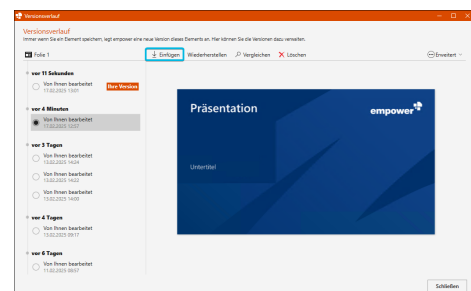 Versionsverlauf
Versionsverlauf
Immer wenn Sie ein Element speichern, legt empower eine neue Version dieses Elements an. Hier können Sie die Versionen dazu verwalten.
Folie 1
Einfügen Wiederherstellen Vergleichen Löschen Erweitert
vor 11 Sekunden
Von Ihnen bearbeitet Ihre Version
17.02.2025 13:01
vor 4 Minuten
Von Ihnen bearbeitet
17.02.2025 12:57
vor 3 Tagen
Von Ihnen bearbeitet
13.02.2025 14:24
Von Ihnen bearbeitet
13.02.2025 14:22
Von Ihnen bearbeitet
13.02.2025 14:20
vor 4 Tagen
Von Ihnen bearbeitet
13.02.2025 09:17
vor 6 Tagen
Von Ihnen bearbeitet
11.02.2025 08:57
Präsentation
empower
Untertitel
Schließen